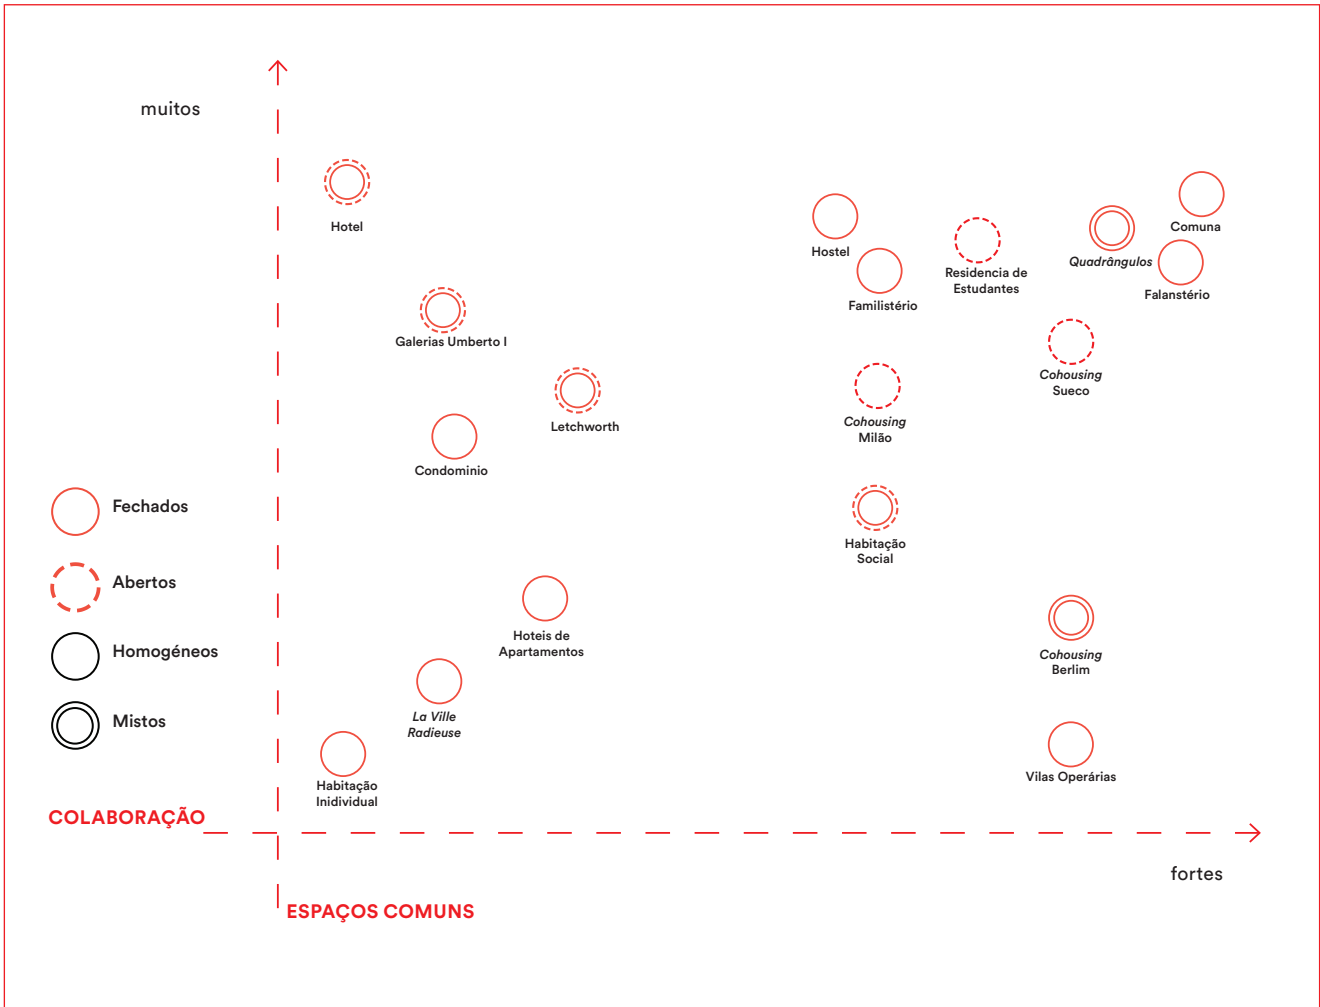 muitos
Hotel
Hostel
Familistério
Residencia de
Estudantes
Quadrângulos
Comuna
Falanstério
Galerias Umberto I
Letchworth
Condominio
Cohousing
Sueco
Cohousing
Milão
Habitação
Social
Fechados
Abertos
Homogéneos
Mistos
Hoteis de
Apartamentos
La Ville
Radieuse
Habitação
Inidividual
Cohousing
Berlim
Vilas Operárias
COLABORAÇÃO
fortes
ESPAÇOS COMUNS